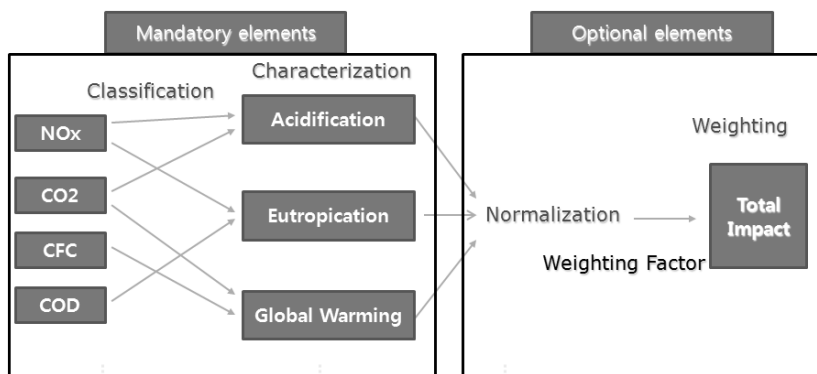 Mandatory elements
Optional elements
Classification
Characterization
NOx
CO2
CFC
COD
Acidification
Eutropication
Global Warming
Normalization
Weighting Factor
Weighting
Total
Impact